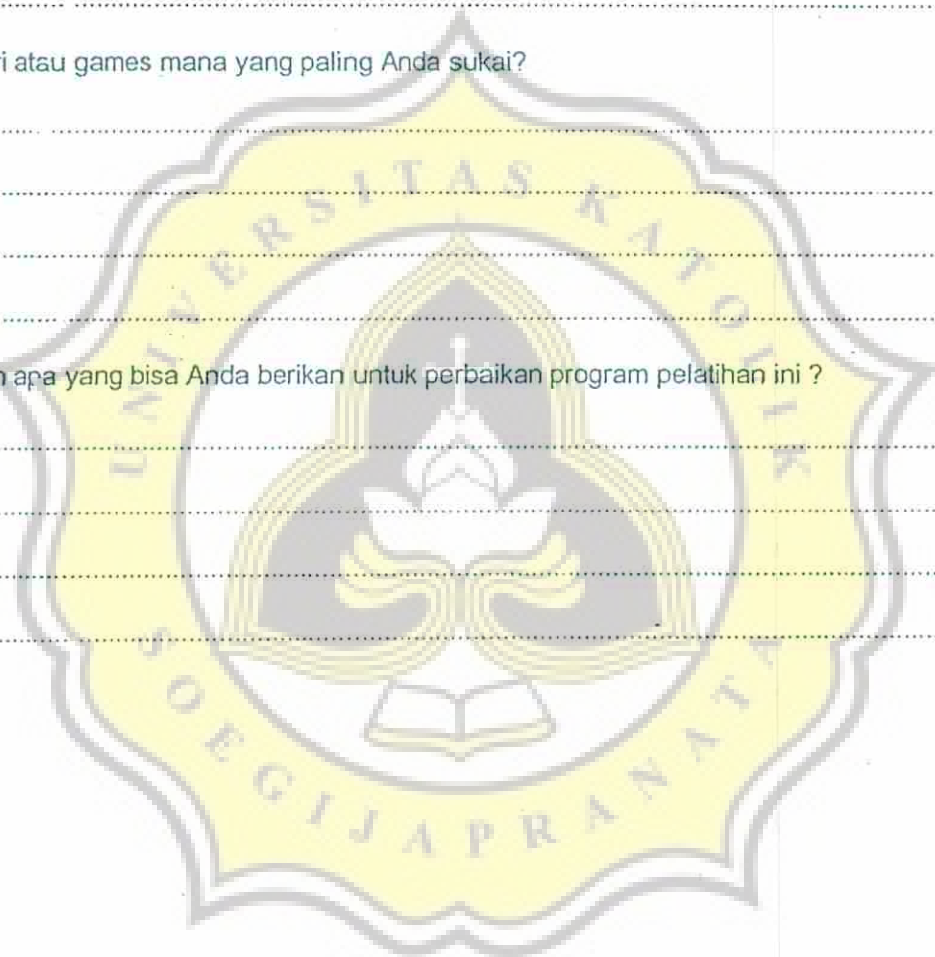 i atau games mana yang paling Anda sukai?
n apa yang bisa Anda berikan untuk perbaikan program pelatihan ini ?
UNIVERSITAS KATOLIK
SOEGIJAPRANATA